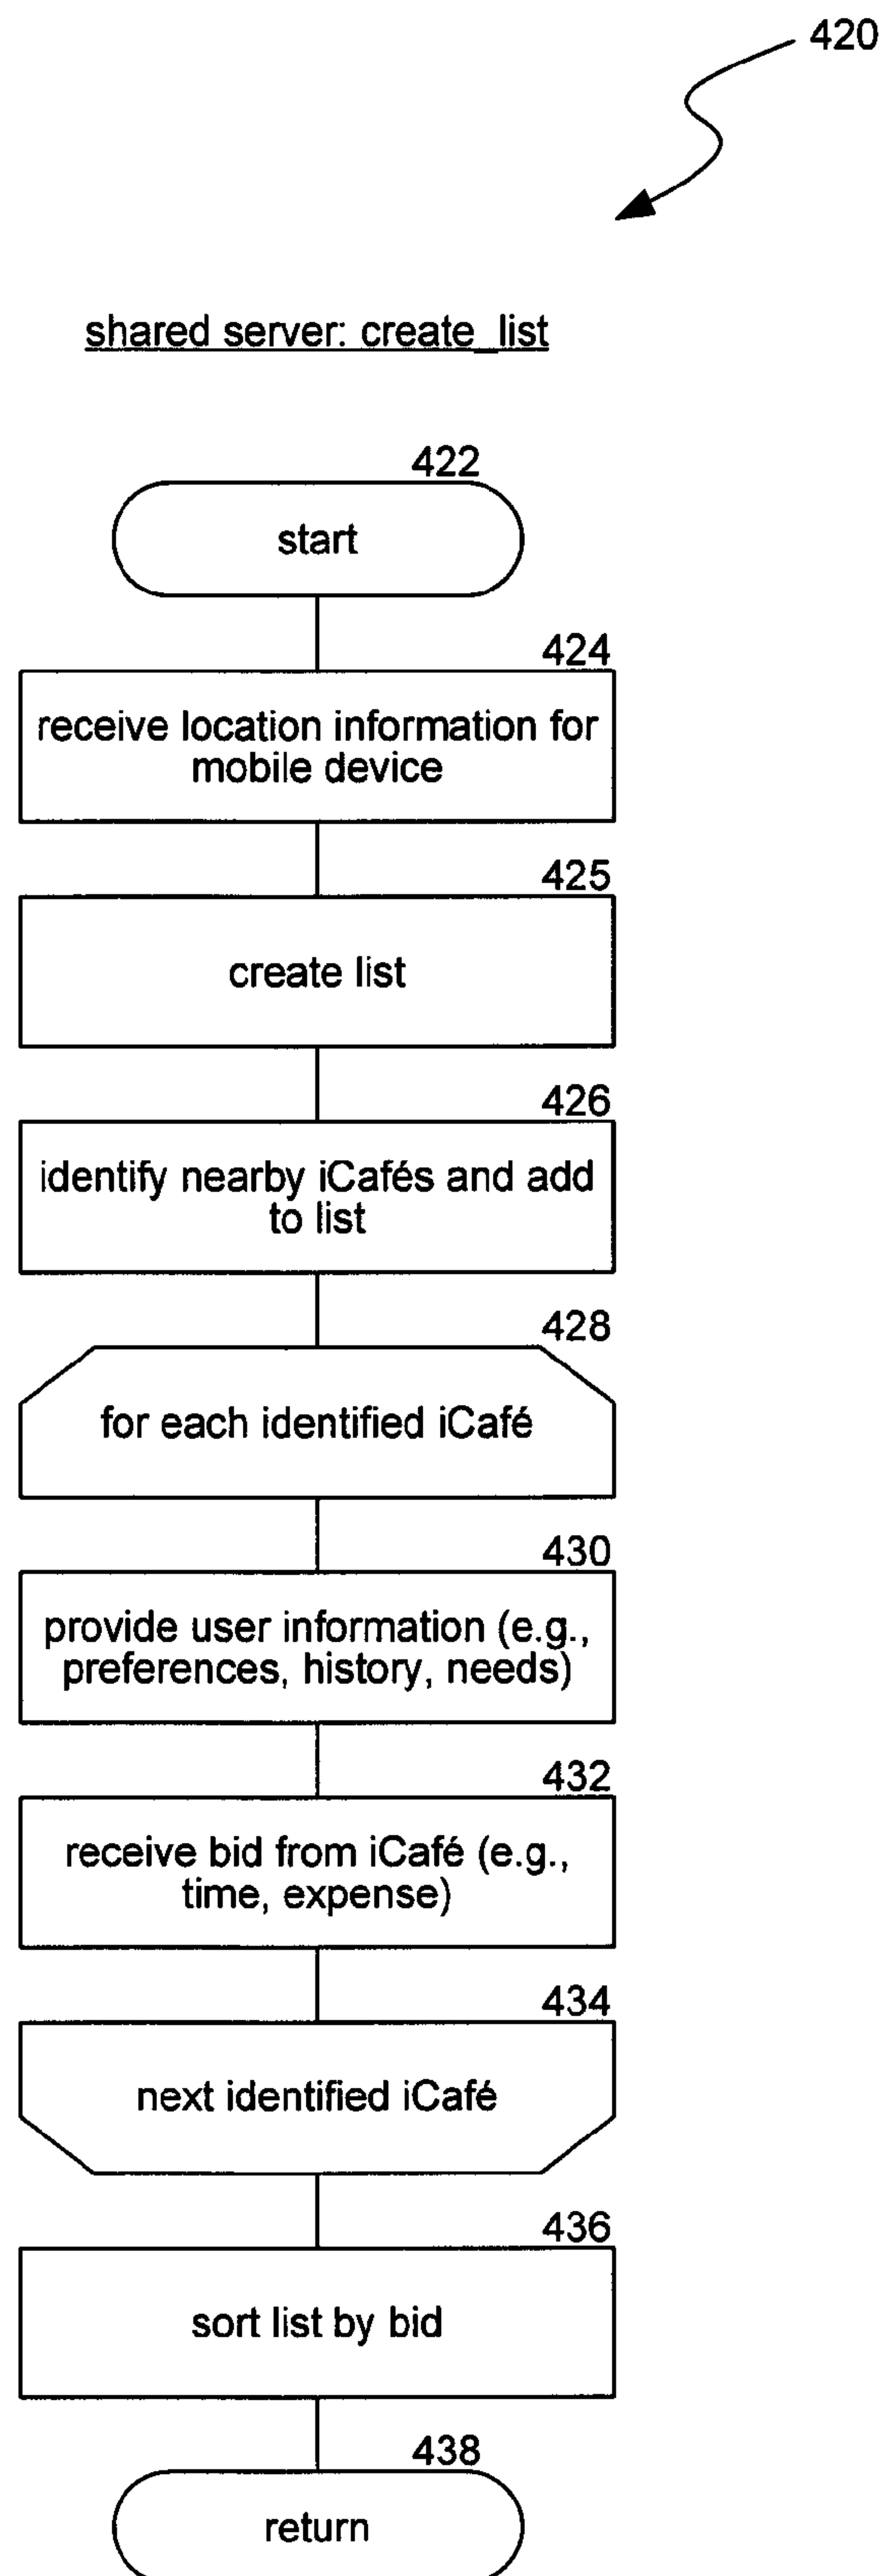 420
shared server: create_list
422
start
424
receive location information for
mobile device
425
create list
426
identify nearby iCafés and add
to list
428
for each identified iCafé
430
provide user information (e.g.,
preferences, history, needs)
432
receive bid from iCafé (e.g.,
time, expense)
434
next identified iCafé
436
sort list by bid
438
return